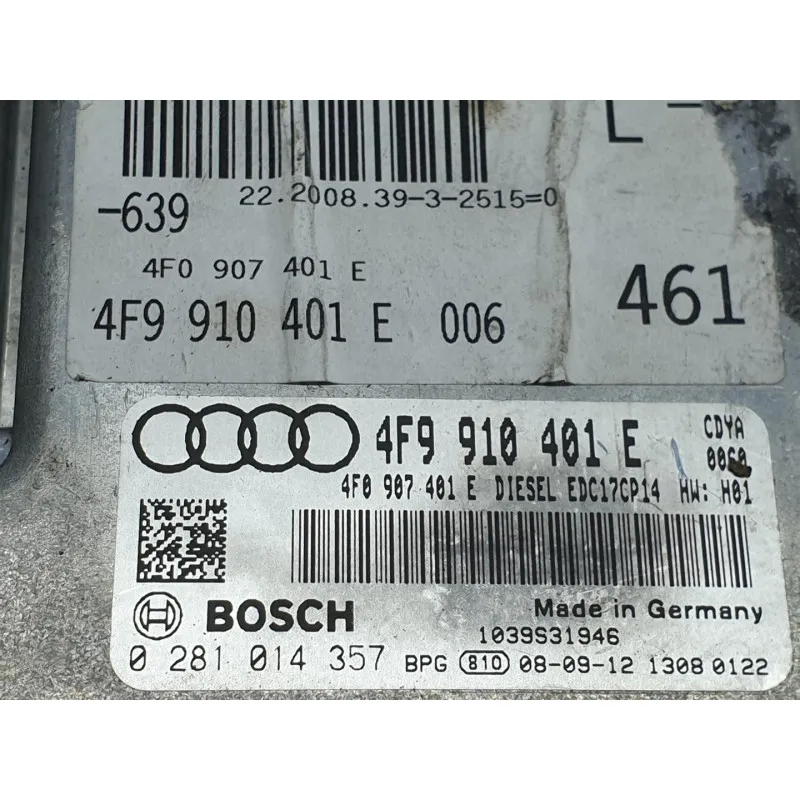 L -
22.2008.39-3-2515=0
-639
4F0 907 401 E
4F9 910 401 E 006
461
4F9 910 401 E CDYA
0060
4F0 907 401 E DIESEL EDC17CP14 HW: H01
BOSCH
Made in Germany
1039S31946
0 281 014 357 BPG 810 08-09-12 1308 0122